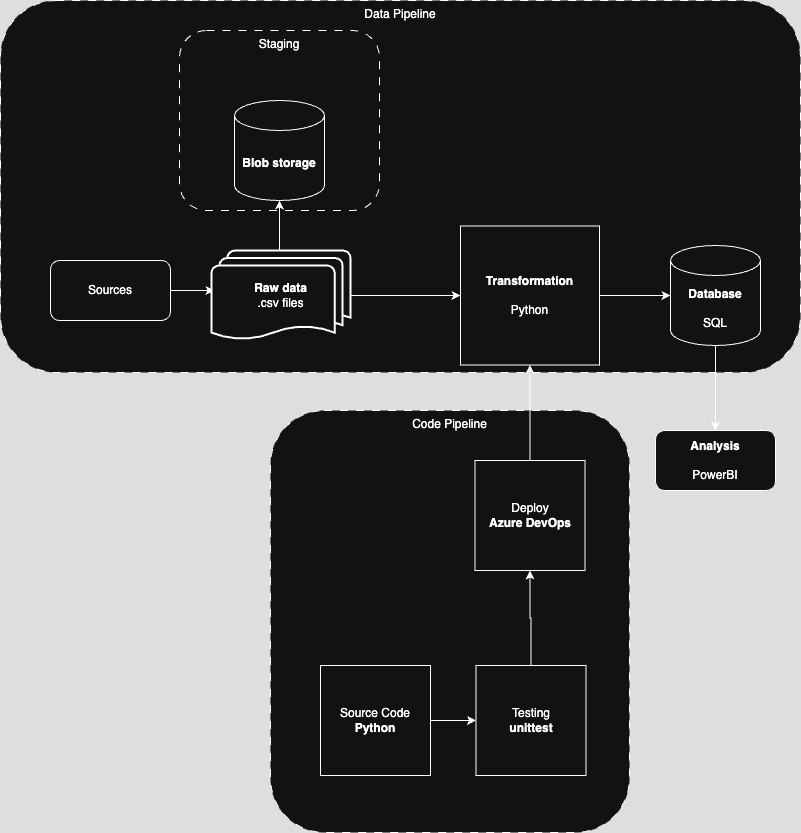 Data Pipeline
Staging
Blob storage
Sources
Raw data
.csv files
Transformation
Python
Database
SQL
Analysis
PowerBI
Code Pipeline
Deploy
Azure DevOps
Source Code
Python
Testing
unittest